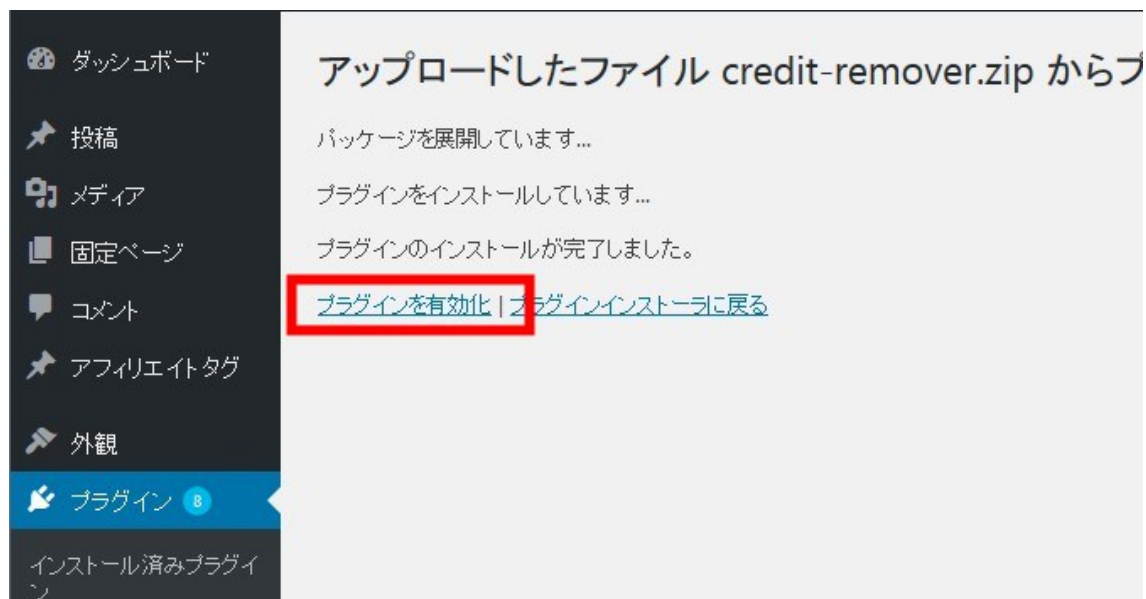 ダッシュボード
投稿
メディア
固定ページ
コメント
アフィリエイトタグ
外観
プラグイン 8
インストール済みプラグイ
ン
アップロードしたファイル credit-remover.zip からプ
パッケージを展開しています...
プラグインをインストールしています...
プラグインのインストールが完了しました。
プラグインを有効化 | プラグインインストーラに戻る